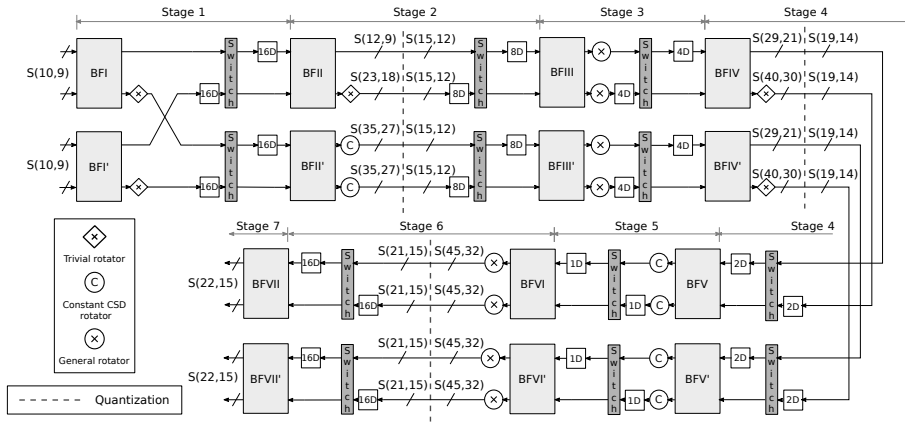 Stage 1 Stage 2 Stage 3 Stage 4
S(10,9) BFI Switch 16D BFII S(12,9) S(15,12) Switch 8D BFIII Switch 4D BFIV S(29,21) S(19,14)
16D S(23,18) S(15,12) 8D 4D S(40,30) S(19,14)
S(10,9) BFI' Switch 16D BFII' C S(35,27) S(15,12) Switch 8D BFIII' Switch 4D BFIV' S(29,21) S(19,14)
16D C S(35,27) S(15,12) 8D 4D S(40,30) S(19,14)
Stage 7 Stage 6 Stage 5 Stage 4
S(22,15) BFVII 16D Switch S(21,15) S(45,32) BFVI 1D Switch C BFV 2D Switch
16D S(21,15) S(45,32) 1D C 2D
S(22,15) BFVII' 16D Switch S(21,15) S(45,32) BFVI' 1D Switch C BFV' 2D Switch
16D S(21,15) S(45,32) 1D C 2D
Trivial rotator
C
Constant CSD
rotator
General rotator
Quantization